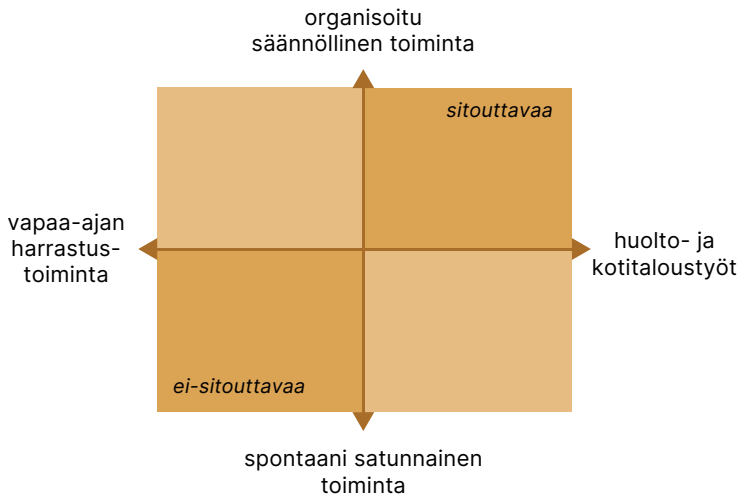 organisoitu
säännöllinen toiminta
sitouttavaa
vapaa-ajan
harrastus-
toiminta
huolto- ja
kotitaloustyöt
ei-sitouttavaa
spontaani satunnainen
toiminta